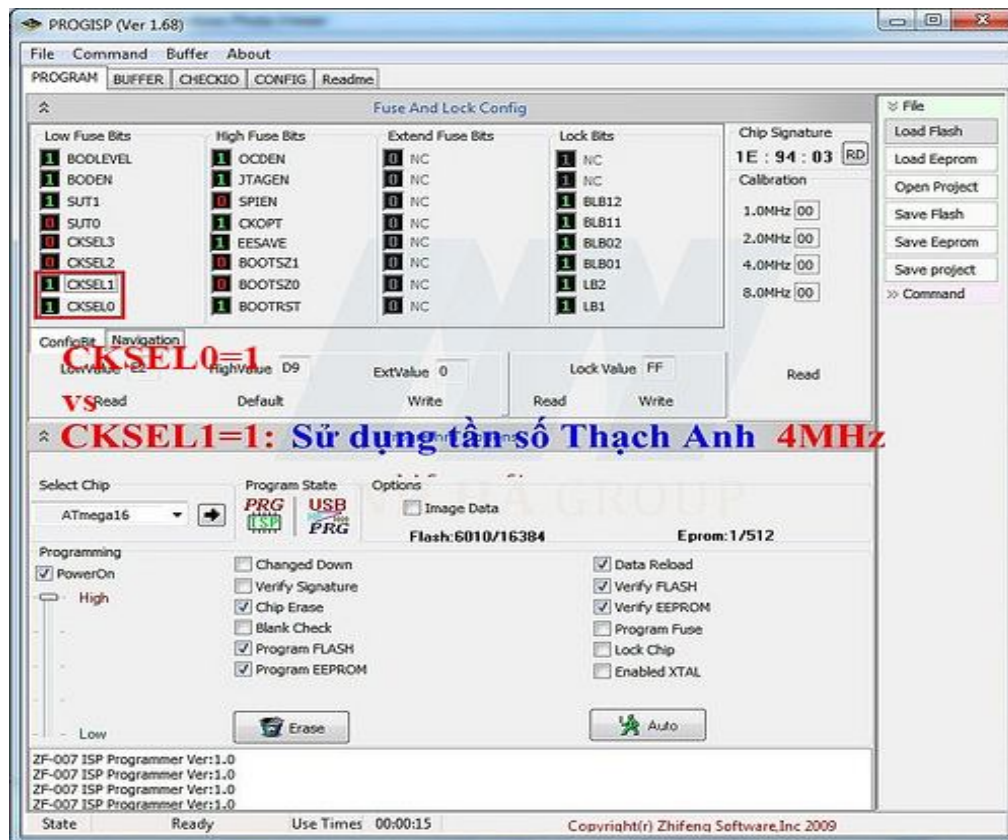 PROGISP (Ver 1.68)
File Command Buffer About
PROGRAM BUFFER CHECKIO CONFIG Readme
Fuse And Lock Config
Low Fuse Bits
1 BODLEVEL
1 BODEN
1 SUT1
0 SUT0
0 CKSEL3
0 CKSEL2
1 CKSEL1
1 CKSEL0
High Fuse Bits
1 OCDEN
1 JTAGEN
0 SPIEN
1 CKOPT
1 EESAVE
0 BOOTSZ1
0 BOOTSZ0
1 BOOTRST
Extend Fuse Bits
0 NC
0 NC
0 NC
0 NC
0 NC
0 NC
0 NC
0 NC
Lock Bits
1 NC
1 NC
1 BLB12
1 BLB11
1 BLB02
1 BLB01
1 LB2
1 LB1
Chip Signature
1E : 94 : 03 RD
Calibration
1.0MHz 00
2.0MHz 00
4.0MHz 00
8.0MHz 00
Read
ConfigBit Navigation
LowValue HighValue D9 ExtValue 0 Lock Value FF
Read Default Write Read Write
CKSEL0=1
vs
CKSEL1=1: Sử dụng tần số Thạch Anh 4MHz
HA GROUP
Select Chip
ATmega16
Program State
PRG ISP
USB PRG
Options
Image Data
Flash:6010/16384 Eprom:1/512
Programming
PowerOn
High
Low
Changed Down
Verify Signature
Chip Erase
Blank Check
Program FLASH
Program EEPROM
Data Reload
Verify FLASH
Verify EEPROM
Program Fuse
Lock Chip
Enabled XTAL
Erase
Auto
ZF-007 ISP Programmer Ver:1.0
ZF-007 ISP Programmer Ver:1.0
ZF-007 ISP Programmer Ver:1.0
ZF-007 ISP Programmer Ver:1.0
State Ready Use Times 00:00:15 Copyright(r) Zhifeng Software,Inc 2009
File
Load Flash
Load Eeprom
Open Project
Save Flash
Save Eeprom
Save project
Command